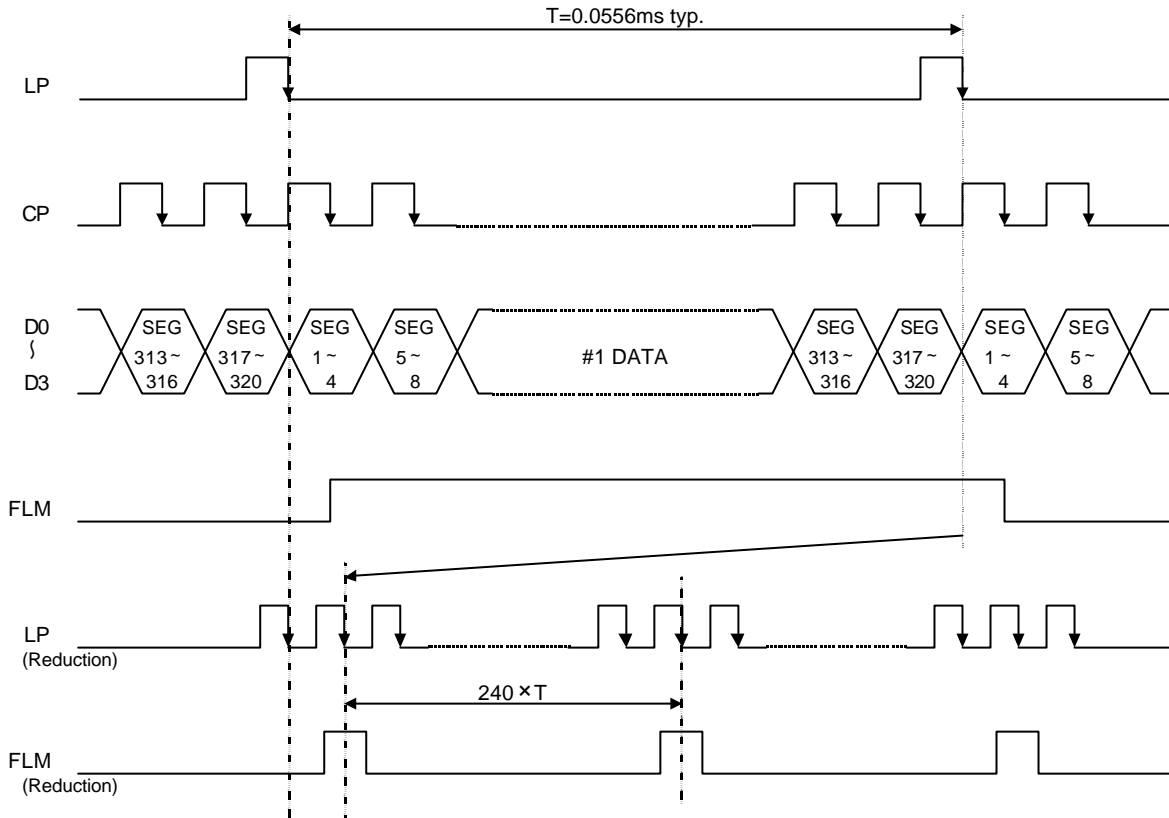 T=0.0556ms typ.
LP
CP
D0
~
D3
SEG
313~
316
SEG
317~
320
SEG
1~
4
SEG
5~
8
#1 DATA
SEG
313~
316
SEG
317~
320
SEG
1~
4
SEG
5~
8
FLM
LP
(Reduction)
240×T
FLM
(Reduction)